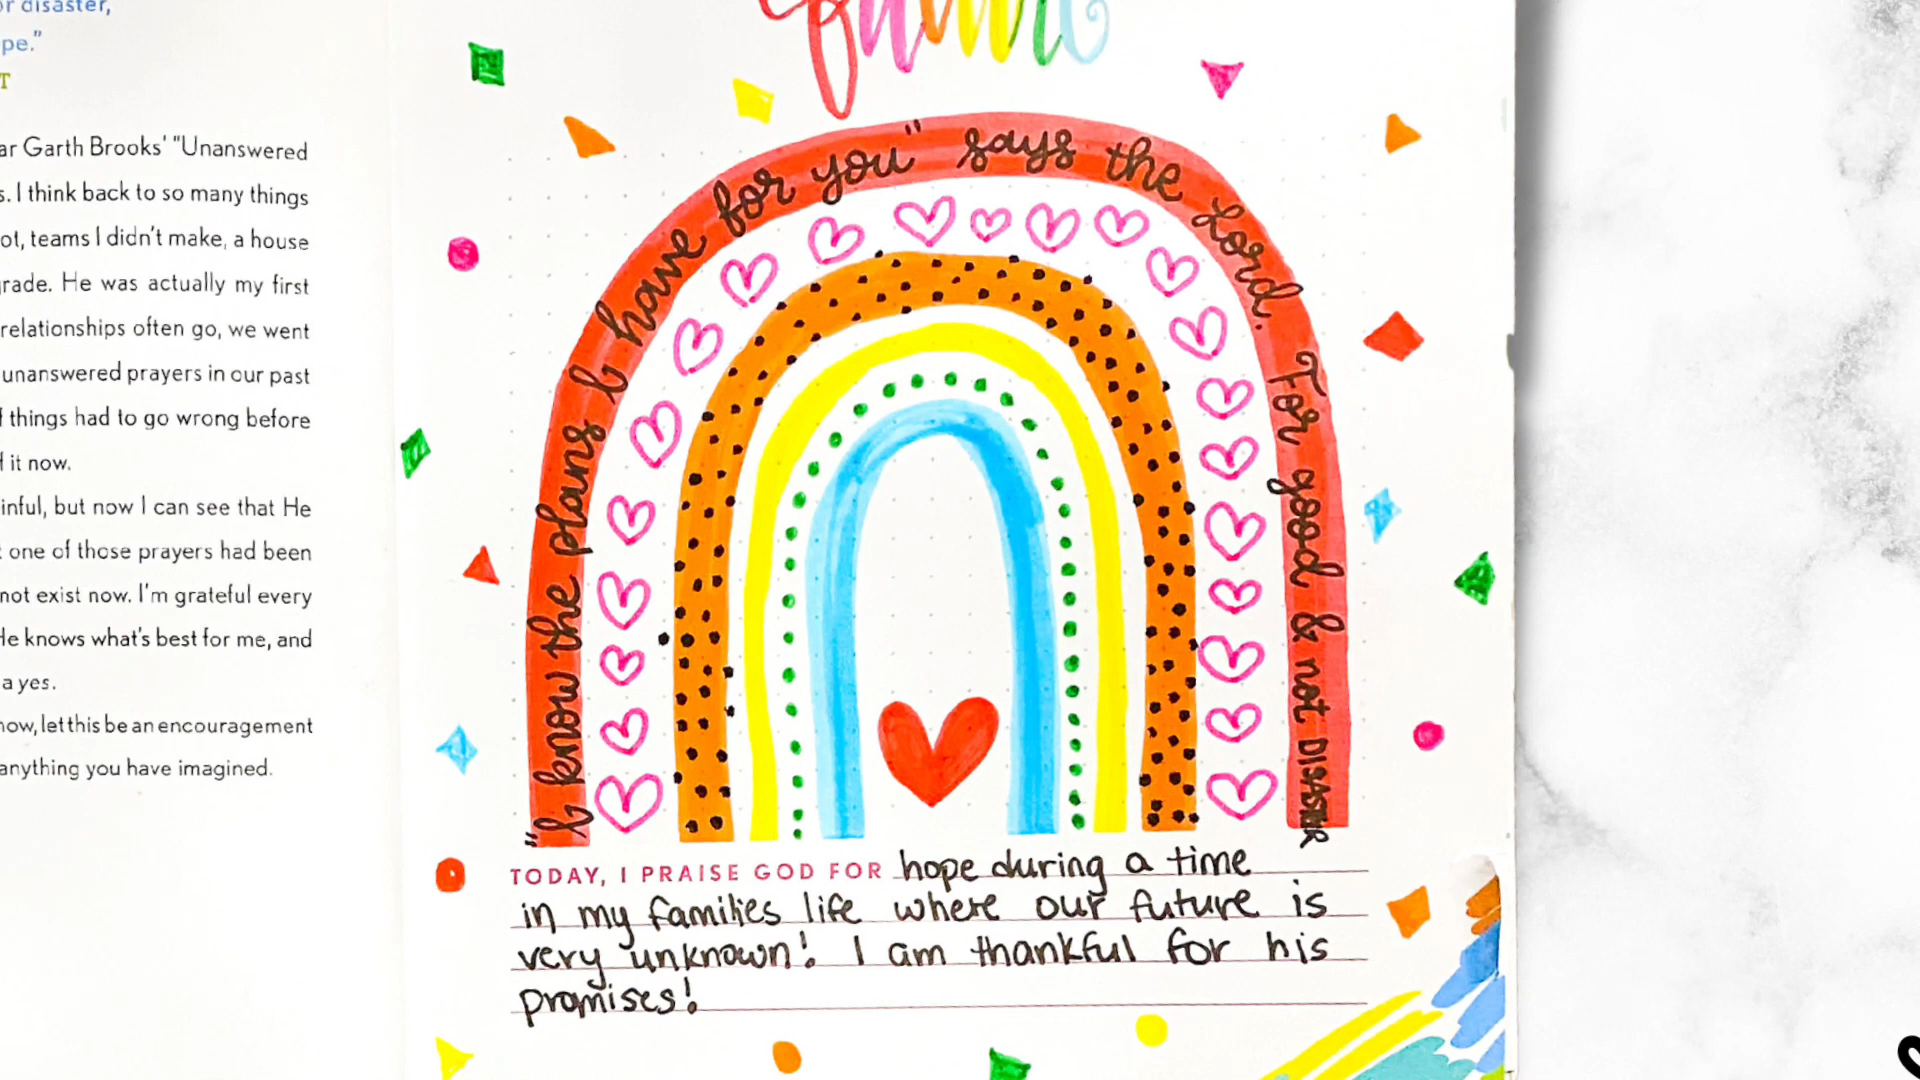 or disaster,
pe."
T
ar Garth Brooks' "Unanswered
s. I think back to so many things
ot, teams I didn't make, a house
rade. He was actually my first
relationships often go, we went
unanswered prayers in our past
f things had to go wrong before
d it now.
inful, but now I can see that He
one of those prayers had been
not exist now. I'm grateful every
He knows what's best for me, and
a yes.
now, let this be an encouragement
anything you have imagined.
future
"I know the plans I have for you" says the Lord. For good & not DISASTER
TODAY, I PRAISE GOD FOR hope during a time
in my families life where our future is
very unknown! I am thankful for his
promises!